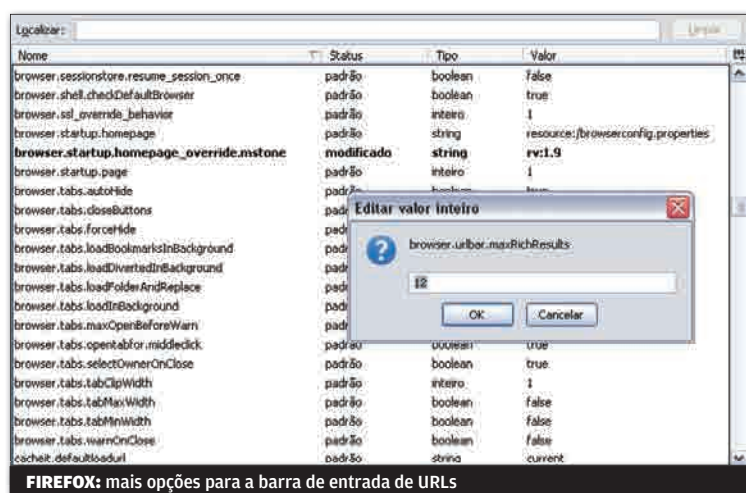 Localizar: Limpar
Nome Status Tipo Valor
browser.sessionstore.resume_session_once padrão boolean false
browser.shell.checkDefaultBrowser padrão boolean true
browser.ssl_override_behavior padrão inteiro 1
browser.startup.homepage padrão string resource:/browserconfig.properties
browser.startup.homepage_override.mstone modificado string rv:1.9
browser.startup.page padrão inteiro 1
browser.tabs.autoHide
browser.tabs.closeButtons
browser.tabs.forceHide
browser.tabs.loadBookmarksInBackground
browser.tabs.loadDivertedInBackground
browser.tabs.loadFolderAndReplace
browser.tabs.loadInBackground
browser.tabs.maxOpenBeforeWarn
browser.tabs.opentabfor.middleclick padrão boolean true
browser.tabs.selectOwnerOnClose padrão boolean true
browser.tabs.tabClipWidth padrão inteiro 1
browser.tabs.tabMaxWidth padrão boolean false
browser.tabs.tabMinWidth padrão boolean false
browser.tabs.warnOnClose padrão boolean false
cacheit.defaultloadurl padrão string current
Editar valor inteiro
browser.urlbar.maxRichResults
12
OK Cancelar
FIREFOX: mais opções para a barra de entrada de URLs